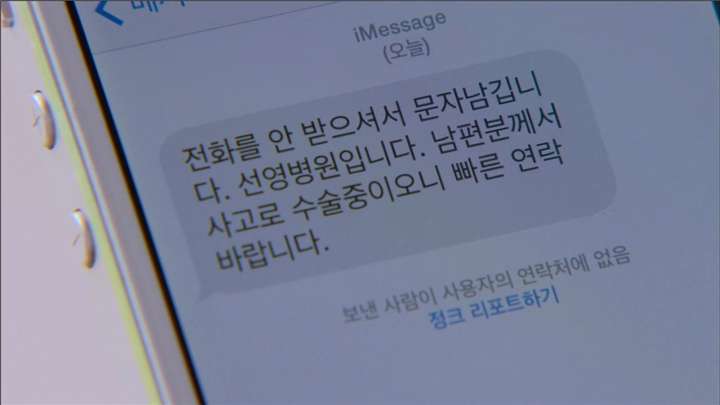 iMessage
(오늘)
전화를 안 받으셔서 문자남깁니
다. 선영병원입니다. 남편분께서
사고로 수술중이오니 빠른 연락
바랍니다.
보낸 사람이 사용자의 연락처에 없음
정크 리포트하기